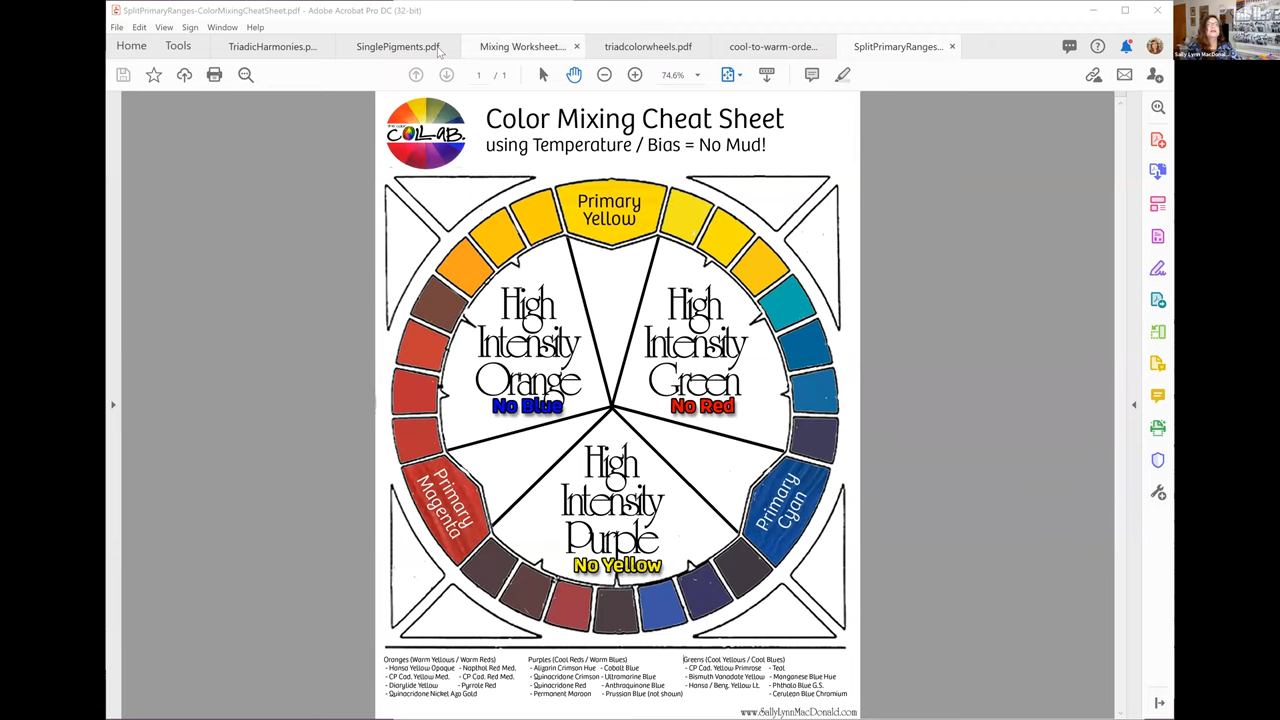 SplitPrimaryRanges-ColorMixingCheatSheet.pdf - Adobe Acrobat Pro DC (32-bit)
File Edit View Sign Window Help
Home Tools TriadicHarmonies.p... SinglePigments.pdf Mixing Worksheet.... triadcolorwheels.pdf cool-to-warm-orde... SplitPrimaryRanges...
1 / 1 74.6%
Sally Lynn MacDonal...
the color
COLLAB.
Color Mixing Cheat Sheet
using Temperature / Bias = No Mud!
Primary
Yellow
High
Intensity
Orange
No Blue
High
Intensity
Green
No Red
Primary
Magenta
High
Intensity
Purple
No Yellow
Primary
Cyan
Oranges (Warm Yellows / Warm Reds)
- Hansa Yellow Opaque - Napthol Red Med.
- CP Cad. Yellow Med. - CP Cad. Red Med.
- Diarylide Yellow - Pyrrole Red
- Quinacridone Nickel Azo Gold
Purples (Cool Reds / Warm Blues)
- Alizarin Crimson Hue - Cobalt Blue
- Quinacridone Crimson - Ultramarine Blue
- Quinacridone Red - Anthraquinone Blue
- Permanent Maroon - Prussian Blue (not shown)
Greens (Cool Yellows / Cool Blues)
- CP Cad. Yellow Primrose - Teal
- Bismuth Vanadate Yellow - Manganese Blue Hue
- Hansa / Benz. Yellow Lt. - Phthalo Blue G.S.
- Cerulean Blue Chromium
www.SallyLynnMacDonald.com